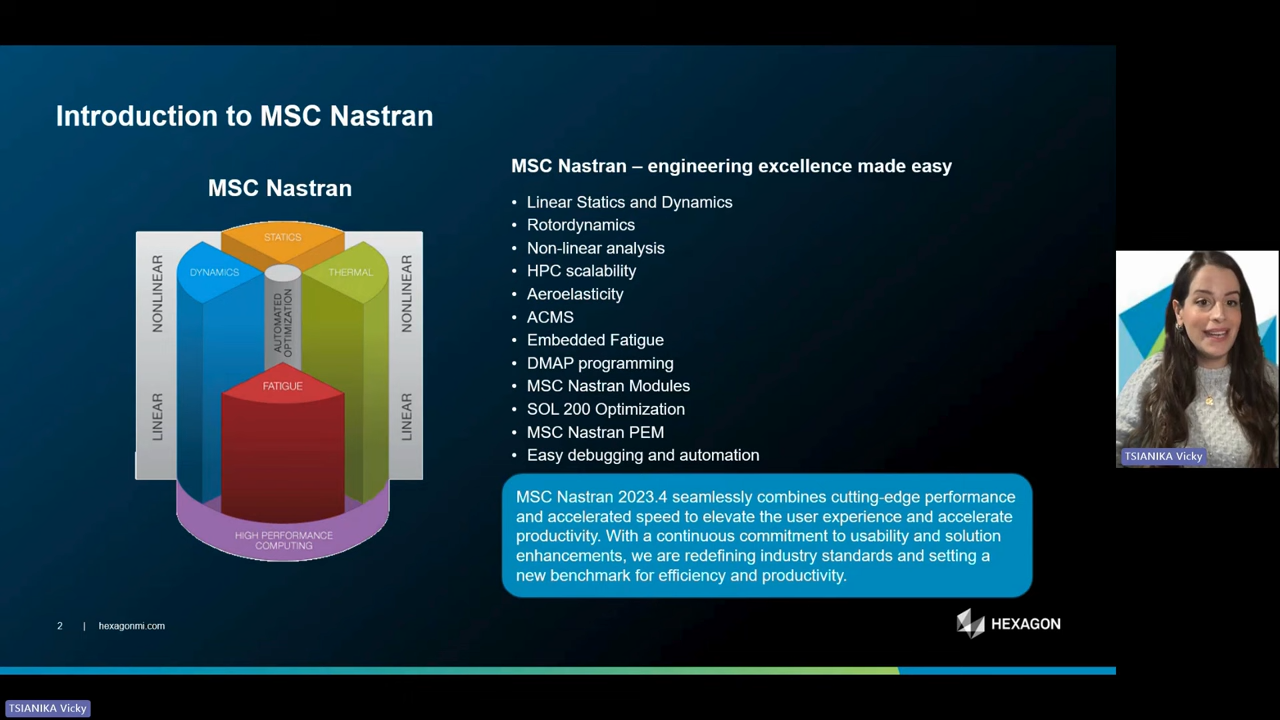 Introduction to MSC Nastran
MSC Nastran
STATICS
DYNAMICS
THERMAL
NONLINEAR
NONLINEAR
AUTOMATED
OPTIMIZATION
FATIGUE
LINEAR
LINEAR
HIGH PERFORMANCE
COMPUTING
MSC Nastran – engineering excellence made easy
• Linear Statics and Dynamics
• Rotordynamics
• Non-linear analysis
• HPC scalability
• Aeroelasticity
• ACMS
• Embedded Fatigue
• DMAP programming
• MSC Nastran Modules
• SOL 200 Optimization
• MSC Nastran PEM
• Easy debugging and automation
MSC Nastran 2023.4 seamlessly combines cutting-edge performance
and accelerated speed to elevate the user experience and accelerate
productivity. With a continuous commitment to usability and solution
enhancements, we are redefining industry standards and setting a
new benchmark for efficiency and productivity.
2 | hexagonmi.com
HEXAGON
TSIANIKA Vicky
TSIANIKA Vicky